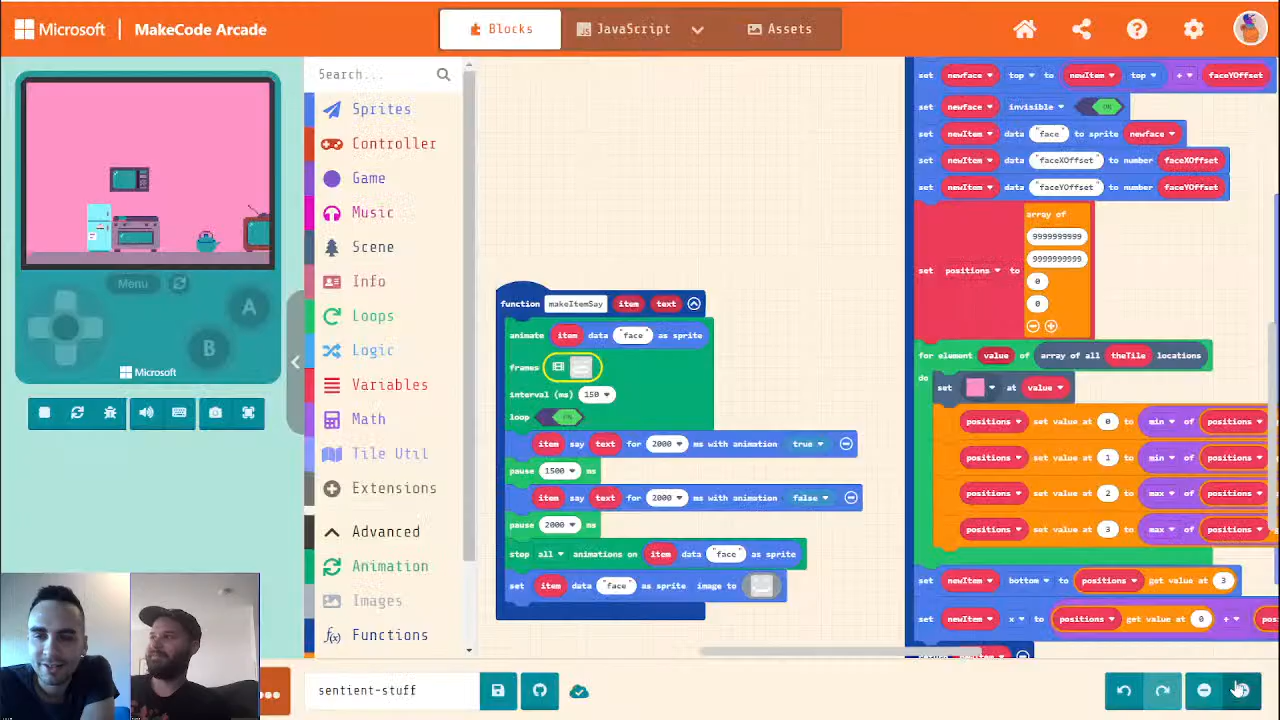 Microsoft
MakeCode Arcade
Blocks
JavaScript
Assets
Menu
A
B
Microsoft
Search...
Sprites
Controller
Game
Music
Scene
Info
Loops
Logic
Variables
Math
Tile Util
Extensions
Advanced
Animation
Images
Functions
function makeItemSay item text
animate item data "face" as sprite
frames
interval (ms) 150
loop ON
item say text for 2000 ms with animation true
pause 1500 ms
item say text for 2000 ms with animation false
pause 2000 ms
stop all animations on item data "face" as sprite
set item data "face" as sprite image to
set newface top to newItem top + faceYOffset
set newface invisible ON
set newItem data "face" to sprite newface
set newItem data "faceXOffset" to number faceXOffset
set newItem data "faceYOffset" to number faceYOffset
array of
9999999999
9999999999
set positions to
0
0
for element value of array of all theTile locations
do
set at value
positions set value at 0 to min of positions
positions set value at 1 to min of positions
positions set value at 2 to max of positions
positions set value at 3 to max of positions
set newItem bottom to positions get value at 3
set newItem x to positions get value at 0 +
sentient-stuff